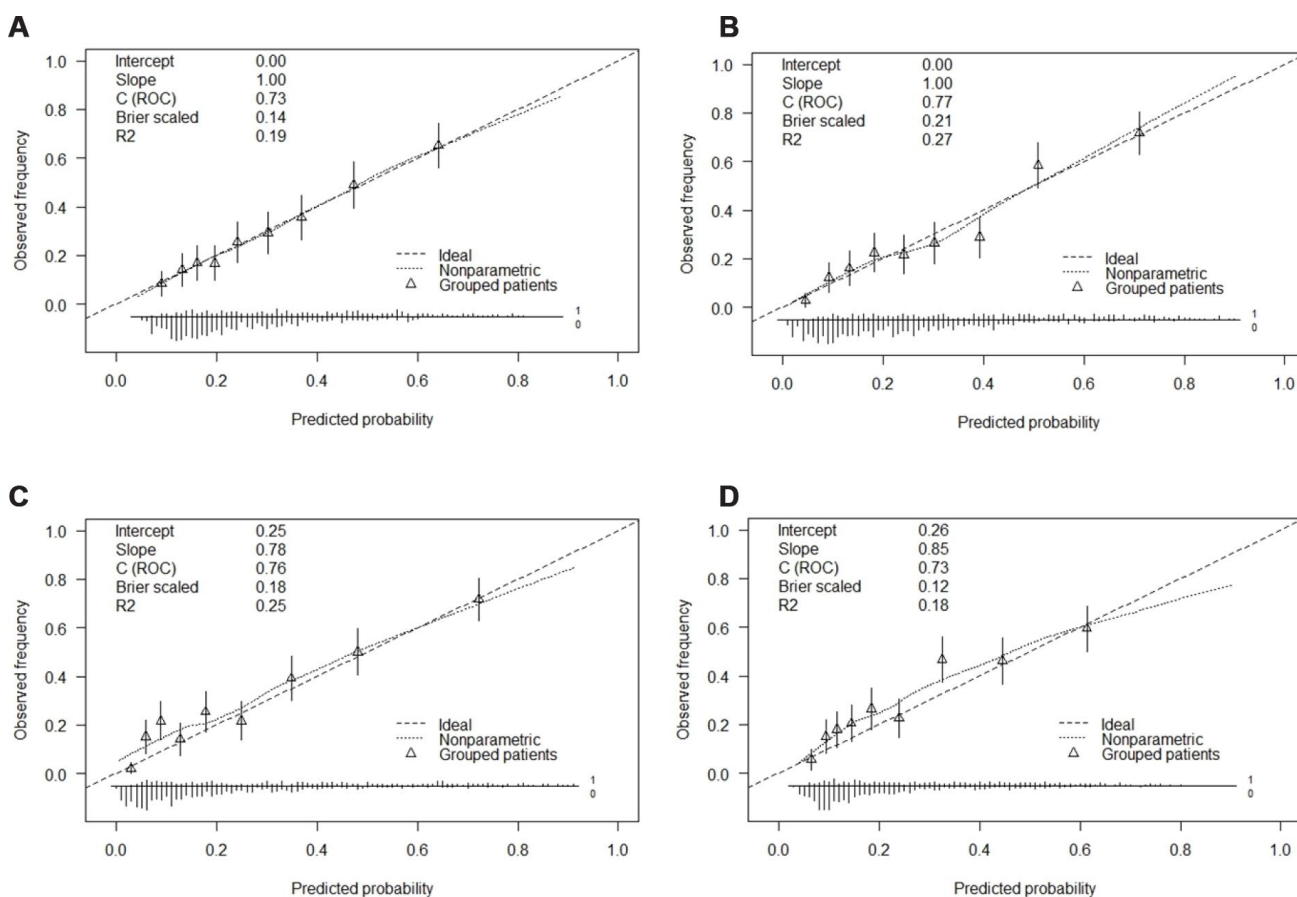 A
Intercept 0.00
Slope 1.00
C (ROC) 0.73
Brier scaled 0.14
R2 0.19
1.0
0.8
0.6
0.4
0.2
0.0
Observed frequency
Ideal
Nonparametric
Grouped patients
1
0
0.0 0.2 0.4 0.6 0.8 1.0
Predicted probability
B
Intercept 0.00
Slope 1.00
C (ROC) 0.77
Brier scaled 0.21
R2 0.27
1.0
0.8
0.6
0.4
0.2
0.0
Observed frequency
Ideal
Nonparametric
Grouped patients
1
0
0.0 0.2 0.4 0.6 0.8 1.0
Predicted probability
C
Intercept 0.25
Slope 0.78
C (ROC) 0.76
Brier scaled 0.18
R2 0.25
1.0
0.8
0.6
0.4
0.2
0.0
Observed frequency
Ideal
Nonparametric
Grouped patients
1
0
0.0 0.2 0.4 0.6 0.8 1.0
Predicted probability
D
Intercept 0.26
Slope 0.85
C (ROC) 0.73
Brier scaled 0.12
R2 0.18
1.0
0.8
0.6
0.4
0.2
0.0
Observed frequency
Ideal
Nonparametric
Grouped patients
1
0
0.0 0.2 0.4 0.6 0.8 1.0
Predicted probability